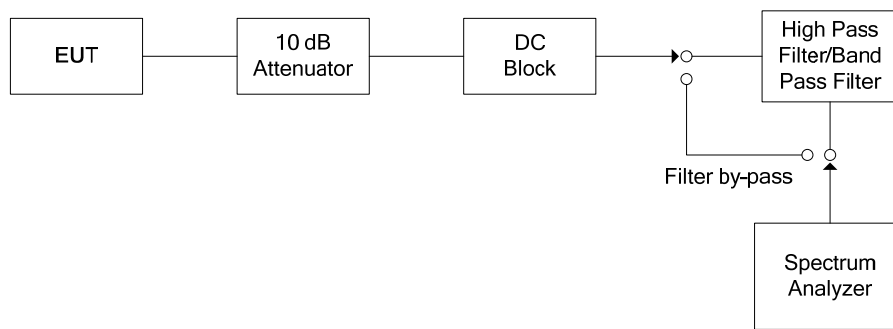 EUT
10 dB
Attenuator
DC
Block
High Pass
Filter/Band
Pass Filter
Filter by-pass
Spectrum
Analyzer